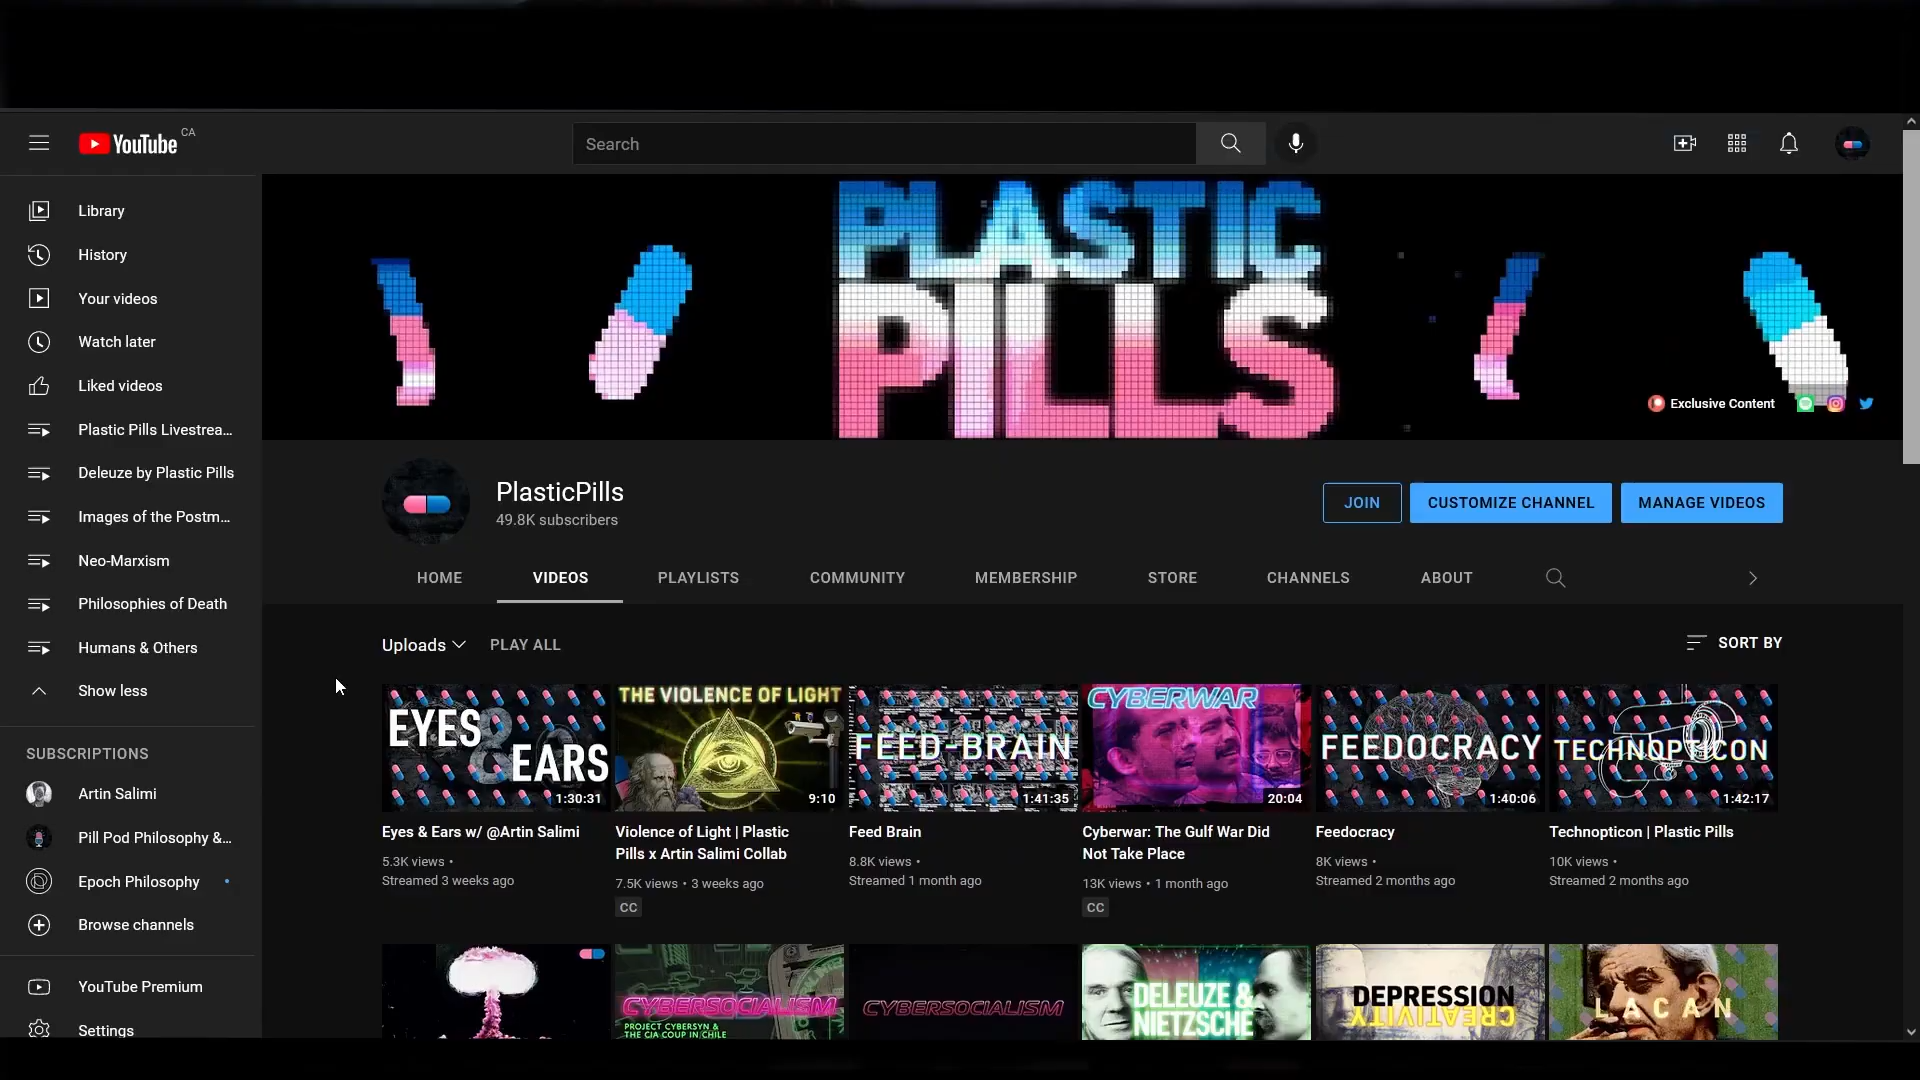 YouTube CA
Search
Library
History
Your videos
Watch later
Liked videos
Plastic Pills Livestrea...
Deleuze by Plastic Pills
Images of the Postm...
Neo-Marxism
Philosophies of Death
Humans & Others
Show less
SUBSCRIPTIONS
Artin Salimi
Pill Pod Philosophy &...
Epoch Philosophy
Browse channels
YouTube Premium
Settings
PLASTIC
PILLS
Exclusive Content
PlasticPills
49.8K subscribers
JOIN
CUSTOMIZE CHANNEL
MANAGE VIDEOS
HOME
VIDEOS
PLAYLISTS
COMMUNITY
MEMBERSHIP
STORE
CHANNELS
ABOUT
Uploads
PLAY ALL
SORT BY
EYES
&
EARS
1:30:31
Eyes & Ears w/ @Artin Salimi
5.3K views •
Streamed 3 weeks ago
THE VIOLENCE OF LIGHT
9:10
Violence of Light | Plastic
Pills x Artin Salimi Collab
7.5K views • 3 weeks ago
CC
FEED-BRAIN
1:41:35
Feed Brain
8.8K views •
Streamed 1 month ago
CYBERWAR
20:04
Cyberwar: The Gulf War Did
Not Take Place
13K views • 1 month ago
CC
FEEDOCRACY
1:40:06
Feedocracy
8K views •
Streamed 2 months ago
TECHNOPTICON
1:42:17
Technopticon | Plastic Pills
10K views •
Streamed 2 months ago
CYBERSOCIALISM
PROJECT CYBERSYN &
THE CIA COUP IN CHILE
CYBERSOCIALISM
DELEUZE &
NIETZSCHE
DEPRESSION
CREATIVITY
LACAN